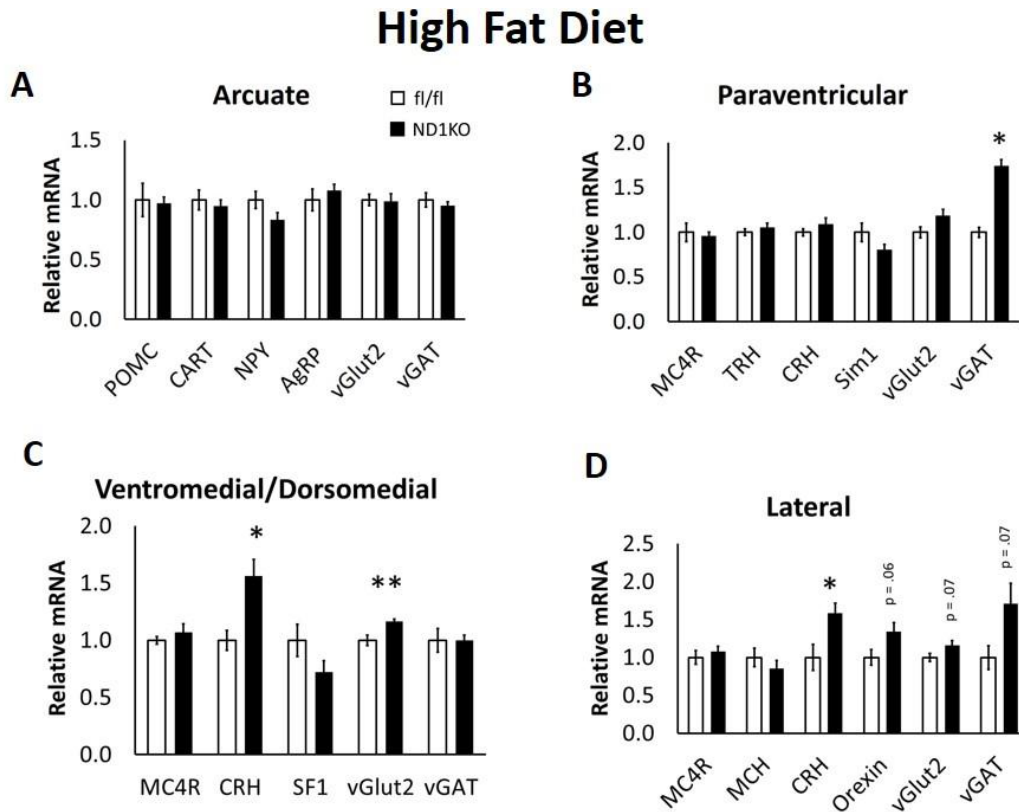 High Fat Diet
A
Arcuate
fl/fl
ND1KO
Relative mRNA
1.5
1.0
0.5
0.0
POMC
CART
NPY
AgRP
vGlut2
vGAT
B
Paraventricular
Relative mRNA
2.0
1.5
1.0
0.5
0.0
*
MC4R
TRH
CRH
Sim1
vGlut2
vGAT
C
Ventromedial/Dorsomedial
Relative mRNA
2.0
1.5
1.0
0.5
0.0
*
**
MC4R CRH SF1 vGlut2 vGAT
D
Lateral
Relative mRNA
2.5
2.0
1.5
1.0
0.5
0.0
*
p = .06
p = .07
p = .07
MC4R
MCH
CRH
Orexin
vGlut2
vGAT